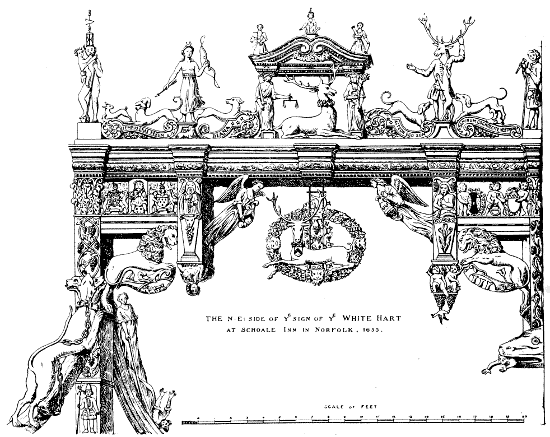 THE N·E: SIDE OF Yᴱ SIGN OF Yᴱ WHITE HART
AT SCHOALE INN IN NORFOLK, 1655.
SCALE OF FEET